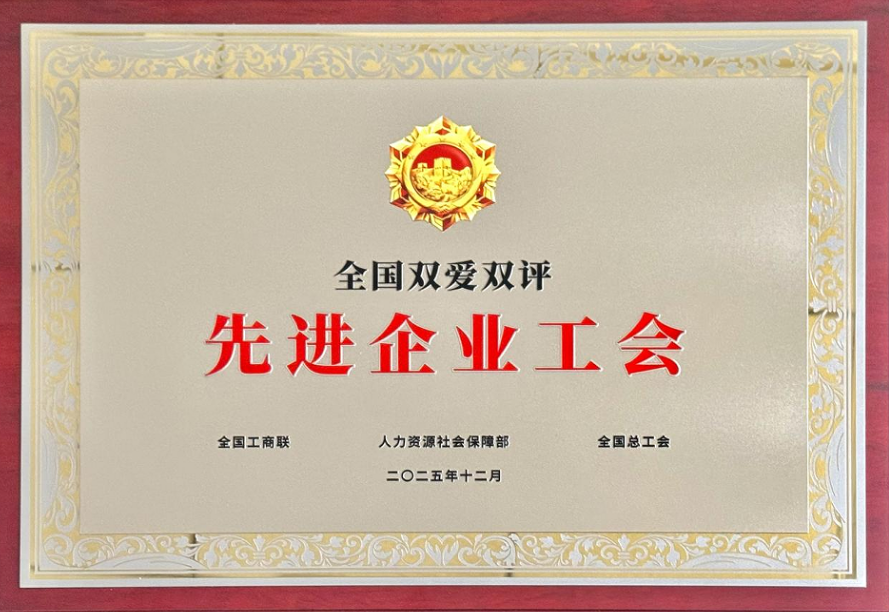 全国双爱双评
先进企业工会
全国工商联 人力资源社会保障部 全国总工会
二〇二五年十二月